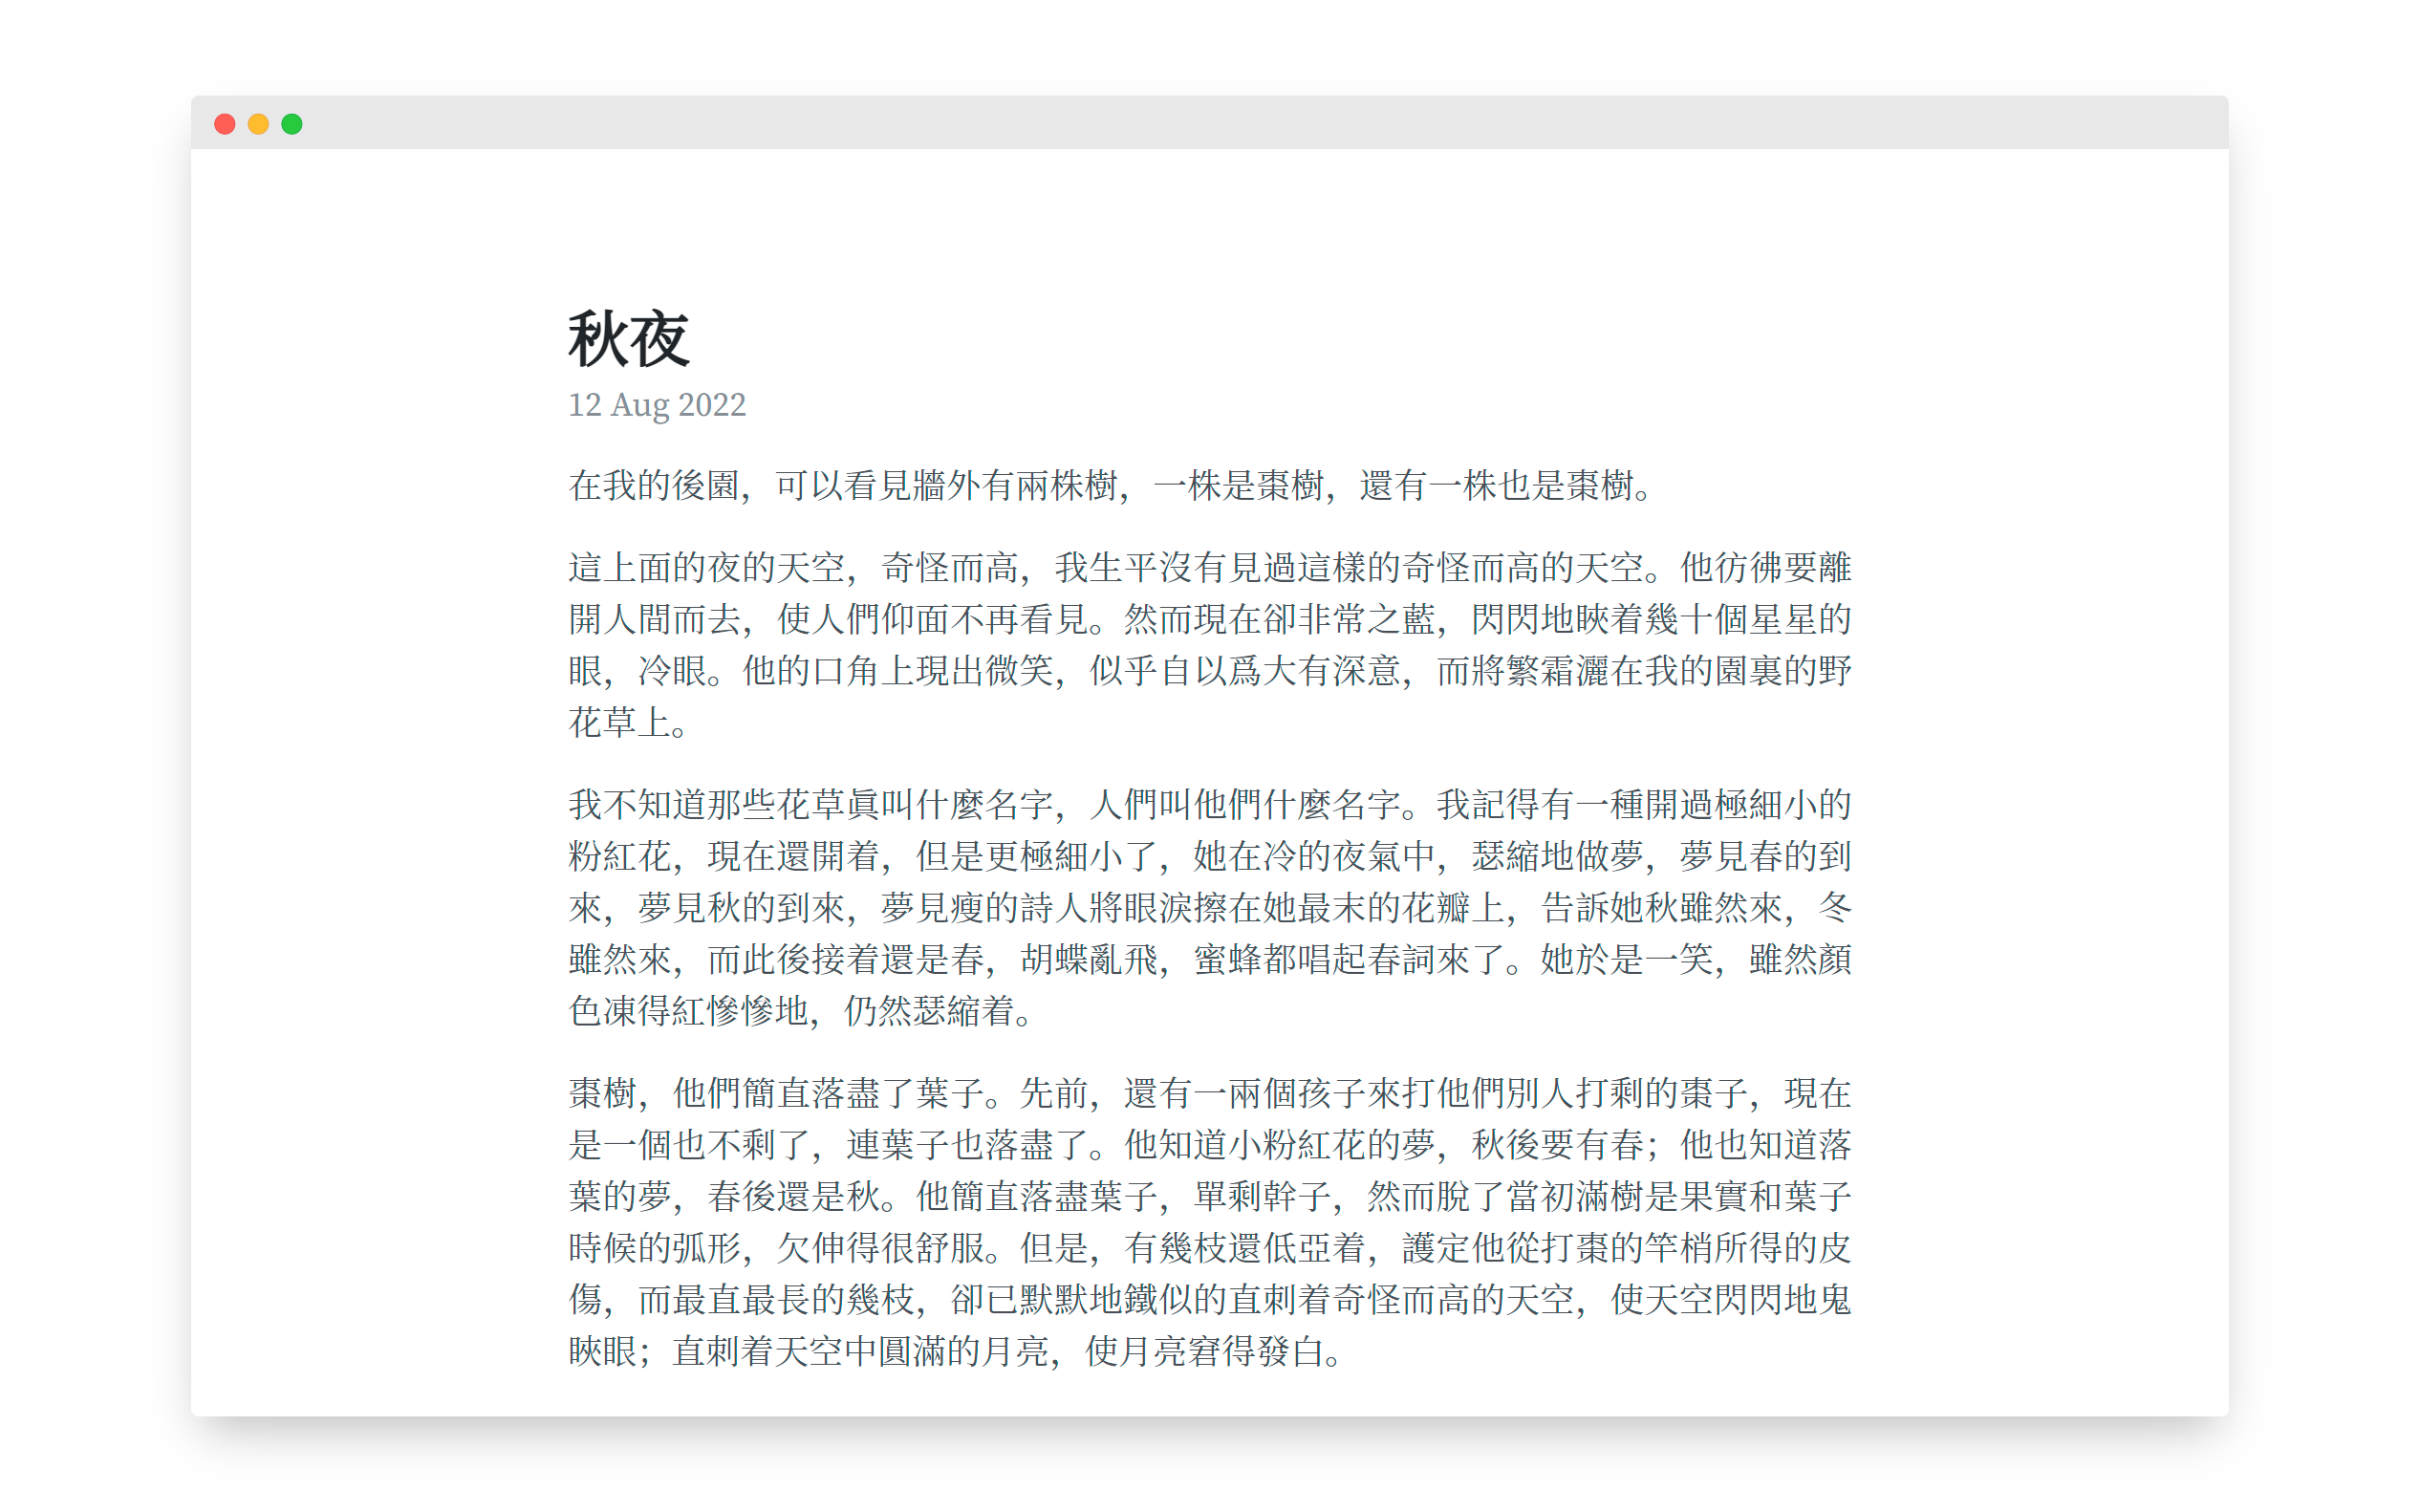 秋夜
12 Aug 2022
在我的後園，可以看見牆外有兩株樹，一株是棗樹，還有一株也是棗樹。
這上面的夜的天空，奇怪而高，我生平沒有見過這樣的奇怪而高的天空。他彷彿要離
開人間而去，使人們仰面不再看見。然而現在卻非常之藍，閃閃地䀹着幾十個星星的
眼，冷眼。他的口角上現出微笑，似乎自以爲大有深意，而將繁霜灑在我的園裏的野
花草上。
我不知道那些花草眞叫什麼名字，人們叫他們什麼名字。我記得有一種開過極細小的
粉紅花，現在還開着，但是更極細小了，她在冷的夜氣中，瑟縮地做夢，夢見春的到
來，夢見秋的到來，夢見瘦的詩人將眼淚擦在她最末的花瓣上，告訴她秋雖然來，冬
雖然來，而此後接着還是春，胡蝶亂飛，蜜蜂都唱起春詞來了。她於是一笑，雖然顏
色凍得紅慘慘地，仍然瑟縮着。
棗樹，他們簡直落盡了葉子。先前，還有一兩個孩子來打他們別人打剩的棗子，現在
是一個也不剩了，連葉子也落盡了。他知道小粉紅花的夢，秋後要有春；他也知道落
葉的夢，春後還是秋。他簡直落盡葉子，單剩幹子，然而脫了當初滿樹是果實和葉子
時候的弧形，欠伸得很舒服。但是，有幾枝還低亞着，護定他從打棗的竿梢所得的皮
傷，而最直最長的幾枝，卻已默默地鐵似的直刺着奇怪而高的天空，使天空閃閃地鬼
䀹眼；直刺着天空中圓滿的月亮，使月亮窘得發白。